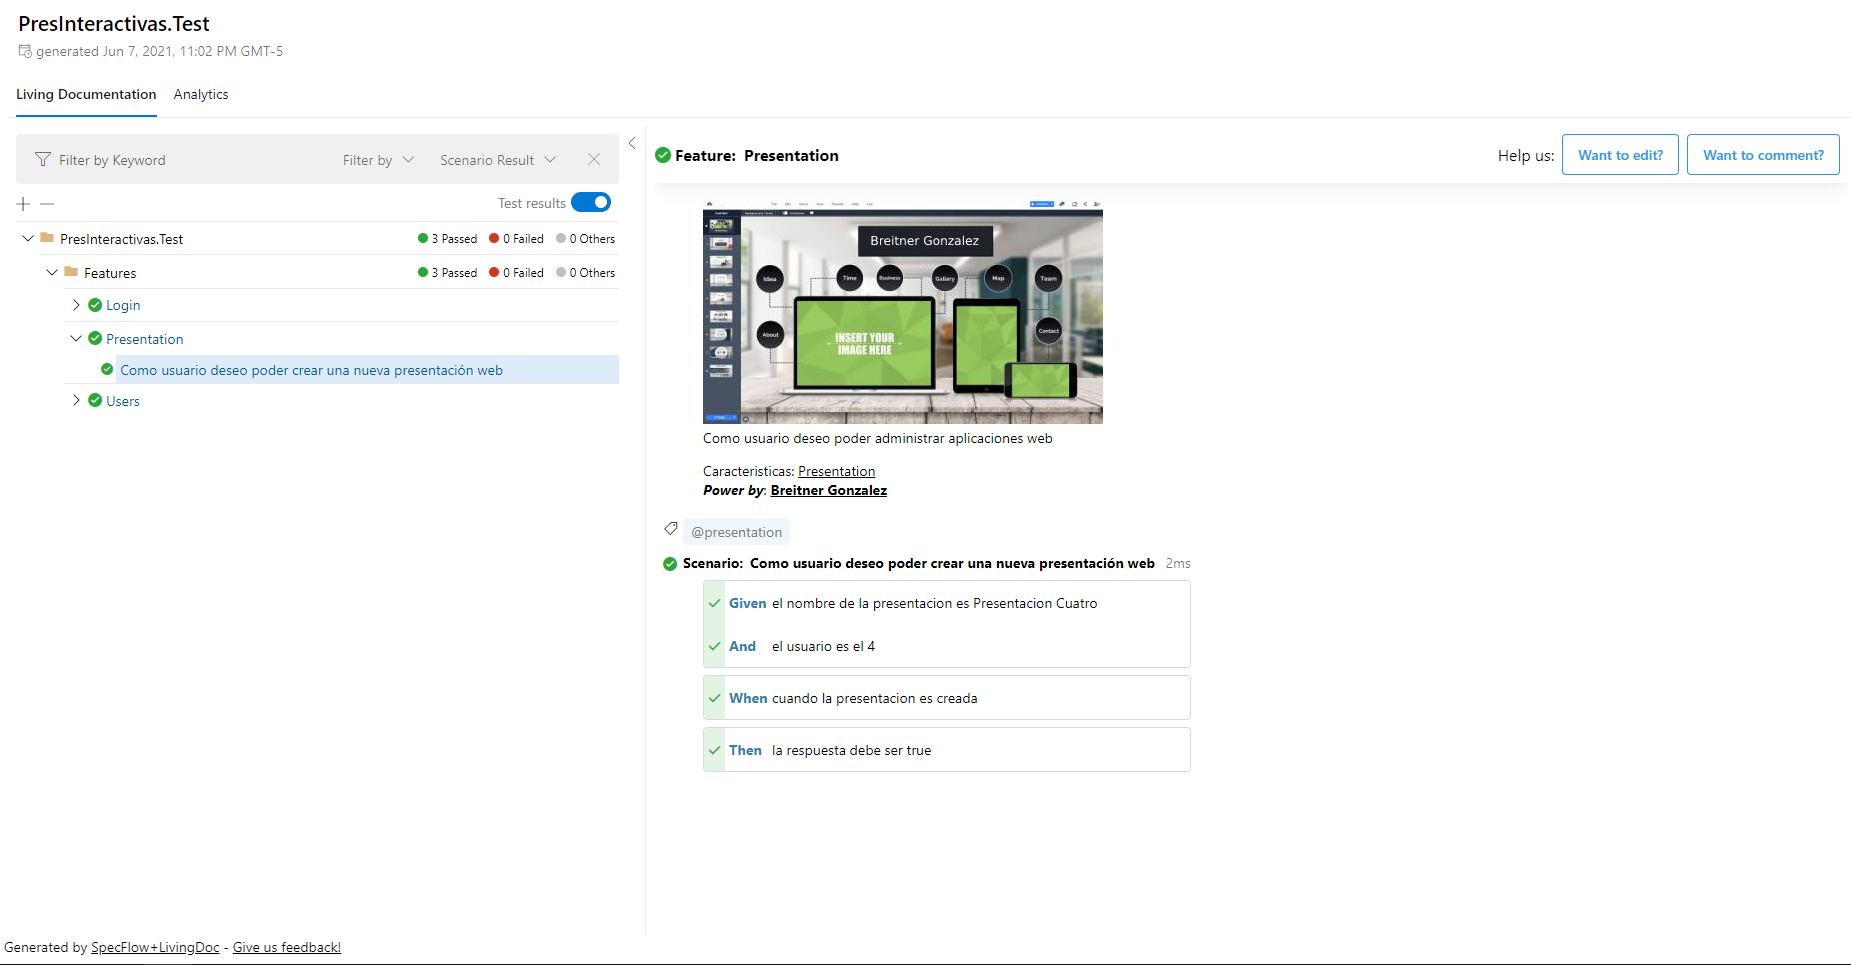 PresInteractivas.Test
generated Jun 7, 2021, 11:02 PM GMT-5
Living Documentation Analytics
Filter by Keyword Filter by Scenario Result
Test results
PresInteractivas.Test 3 Passed 0 Failed 0 Others
Features 3 Passed 0 Failed 0 Others
Login
Presentation
Como usuario deseo poder crear una nueva presentación web
Users
Feature: Presentation
Help us: Want to edit? Want to comment?
Breitner Gonzalez
Idea Time Business Gallery Map Team
About Contact
INSERT YOUR
IMAGE HERE
Como usuario deseo poder administrar aplicaciones web
Caracteristicas: Presentation
Power by: Breitner Gonzalez
@presentation
Scenario: Como usuario deseo poder crear una nueva presentación web 2ms
Given el nombre de la presentacion es Presentacion Cuatro
And el usuario es el 4
When cuando la presentacion es creada
Then la respuesta debe ser true
Generated by SpecFlow+LivingDoc - Give us feedback!